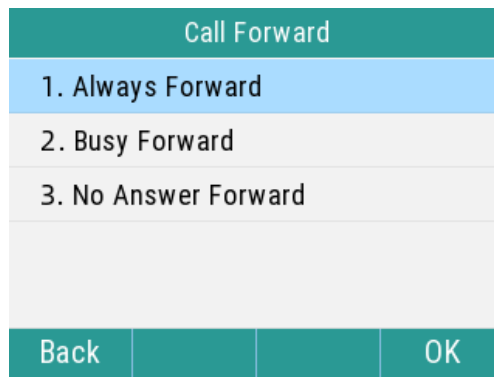 Call Forward
1. Always Forward
2. Busy Forward
3. No Answer Forward
Back OK